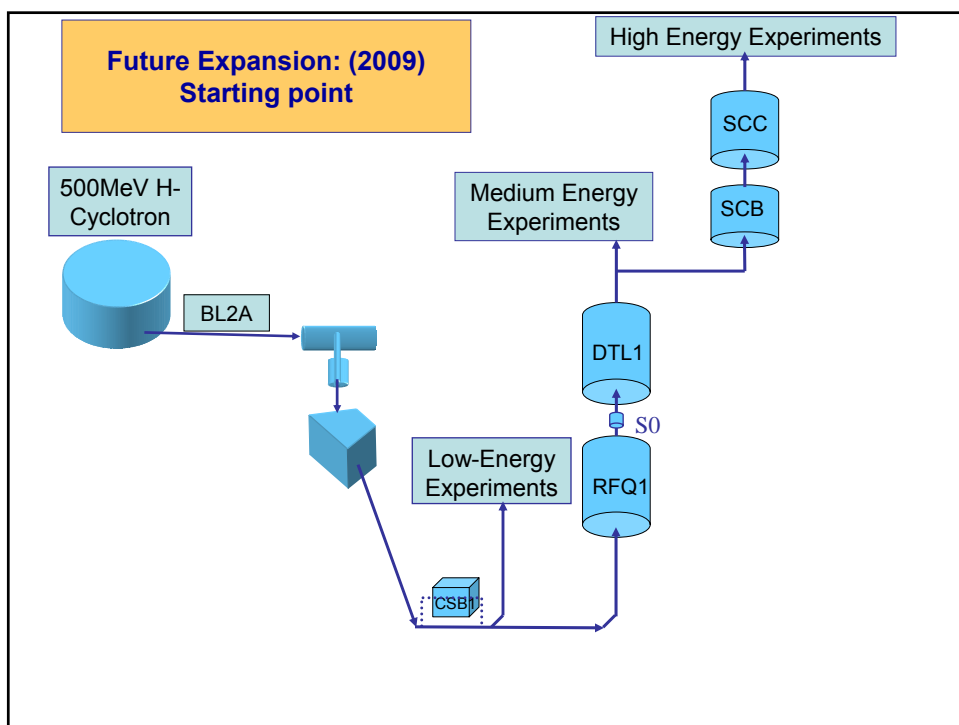 Future Expansion: (2009)
Starting point
High Energy Experiments
SCC
SCB
500MeV H-
Cyclotron
Medium Energy
Experiments
BL2A
DTL1
S0
Low-Energy
Experiments
RFQ1
CSB1